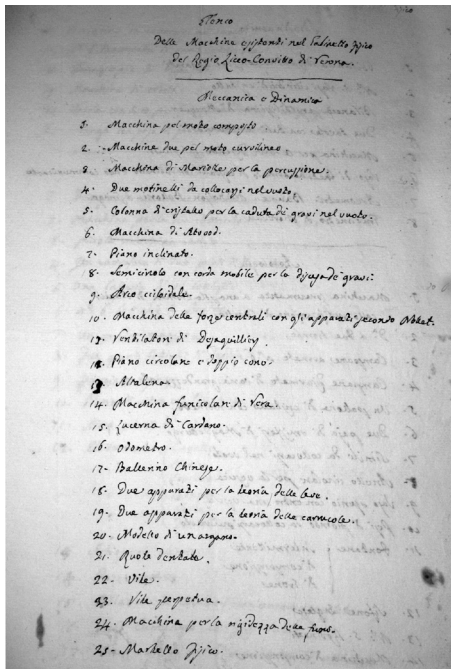 Elenco
Delle Macchine esistenti nel Gabinetto Fisico
del Regio Liceo-Convitto di Verona.
Meccanica e Dinamica
1. Macchina pel moto composto
2. Macchine due pel moto curvilineo.
3. Macchina di Mariotte per la percussione.
4. Due motinelli da collocarsi nel vuoto.
5. Colonna di cristallo per la caduta de gravi nel vuoto.
6. Macchina di Atwood.
7. Piano inclinato.
8. Semicircolo con corda mobile per la discesa de gravi.
9. Arco cicloidale.
10. Macchina delle forze centrali con gli apparati secondo Nollet.
Ventilatori di Desaguilliey.
Piano circolare e doppio cono.
13 Altalena.
14. Macchina funicolare di Vera.
15. Lucerna di Cardano.
16. Odometro.
17. Ballerino Chinese.
18. Due apparati per la teoria delle leve.
19. Due apparati per la teoria delle carrucole.
20. Modello di un argano.
21. Ruote dentate.
22. Vite.
23. Vite perpetua.
24. Macchina per la rigidezza delle funi.
25. Martello Fisico.